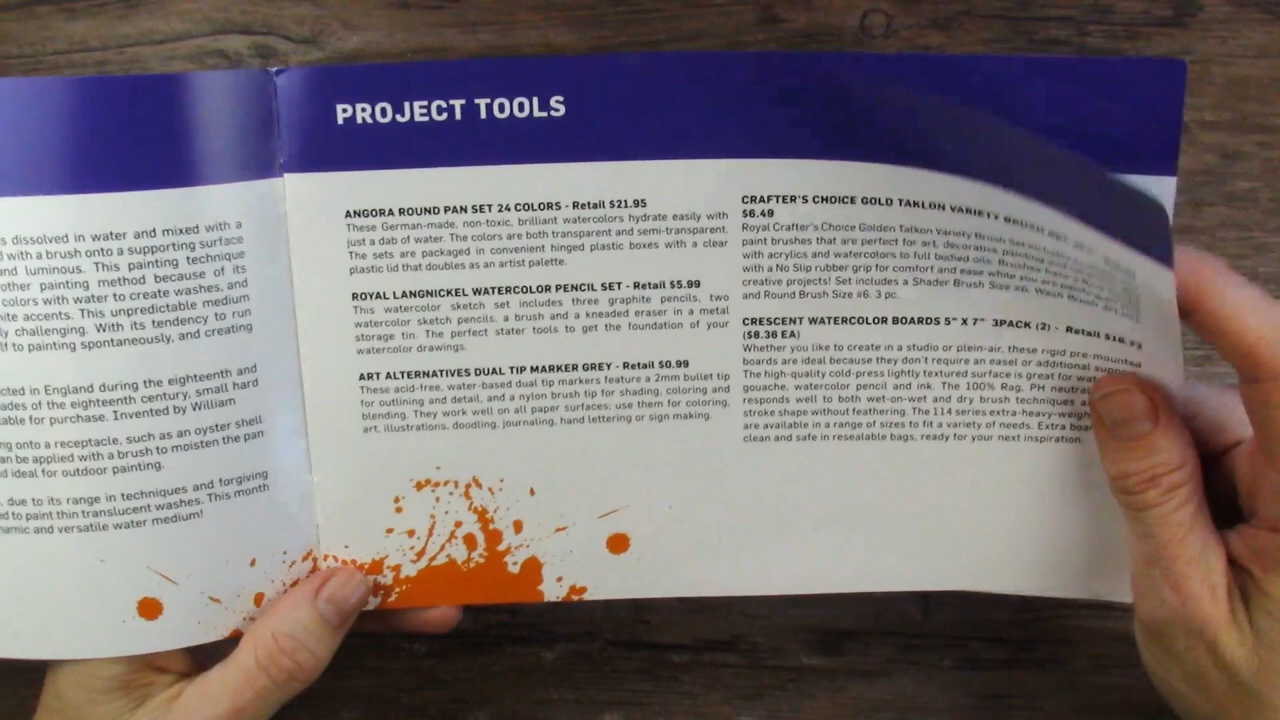 s dissolved in water and mixed with a
d with a brush onto a supporting surface
nd luminous. This painting technique
other painting method because of its
colors with water to create washes, and
ite accents. This unpredictable medium
ly challenging. With its tendency to run
lf to painting spontaneously, and creating
cted in England during the eighteenth and
ades of the eighteenth century, small hard
able for purchase. Invented by William
ng onto a receptacle, such as an oyster shell
an be applied with a brush to moisten the pan
d ideal for outdoor painting.
, due to its range in techniques and forgiving
ed to paint thin translucent washes. This month
namic and versatile water medium!
PROJECT TOOLS
ANGORA ROUND PAN SET 24 COLORS - Retail $21.95
These German-made, non-toxic, brilliant watercolors hydrate easily with
just a dab of water. The colors are both transparent and semi-transparent.
The sets are packaged in convenient hinged plastic boxes with a clear
plastic lid that doubles as an artist palette.
ROYAL LANGNICKEL WATERCOLOR PENCIL SET - Retail $5.99
This watercolor sketch set includes three graphite pencils, two
watercolor sketch pencils, a brush and a kneaded eraser in a metal
storage tin. The perfect stater tools to get the foundation of your
watercolor drawings.
ART ALTERNATIVES DUAL TIP MARKER GREY - Retail $0.99
These acid-free, water-based dual tip markers feature a 2mm bullet tip
for outlining and detail, and a nylon brush tip for shading, coloring and
blending. They work well on all paper surfaces; use them for coloring,
art, illustrations, doodling, journaling, hand lettering or sign making.
CRAFTER'S CHOICE GOLD TAKLON VARIETY BRUSH SET
$6.49
Royal Crafter's Choice Golden Talkon Variety Brush Set
paint brushes that are perfect for art, decorative painting and
with acrylics and watercolors to full bodied oils. Brushes have
with a No Slip rubber grip for comfort and ease while you are
creative projects! Set includes a Shader Brush Size #6, Wash Brush
and Round Brush Size #6. 3 pc.
CRESCENT WATERCOLOR BOARDS 5" X 7" 3PACK (2) - Retail
($8.36 EA)
Whether you like to create in a studio or plein-air, these rigid pre-mounted
boards are ideal because they don't require an easel or additional
The high-quality cold-press lightly textured surface is great for
gouache, watercolor pencil and ink. The 100% Rag, PH neutral
responds well to both wet-on-wet and dry brush techniques
stroke shape without feathering. The 114 series extra-heavy-weigh
are available in a range of sizes to fit a variety of needs. Extra
clean and safe in resealable bags, ready for your next inspiration.